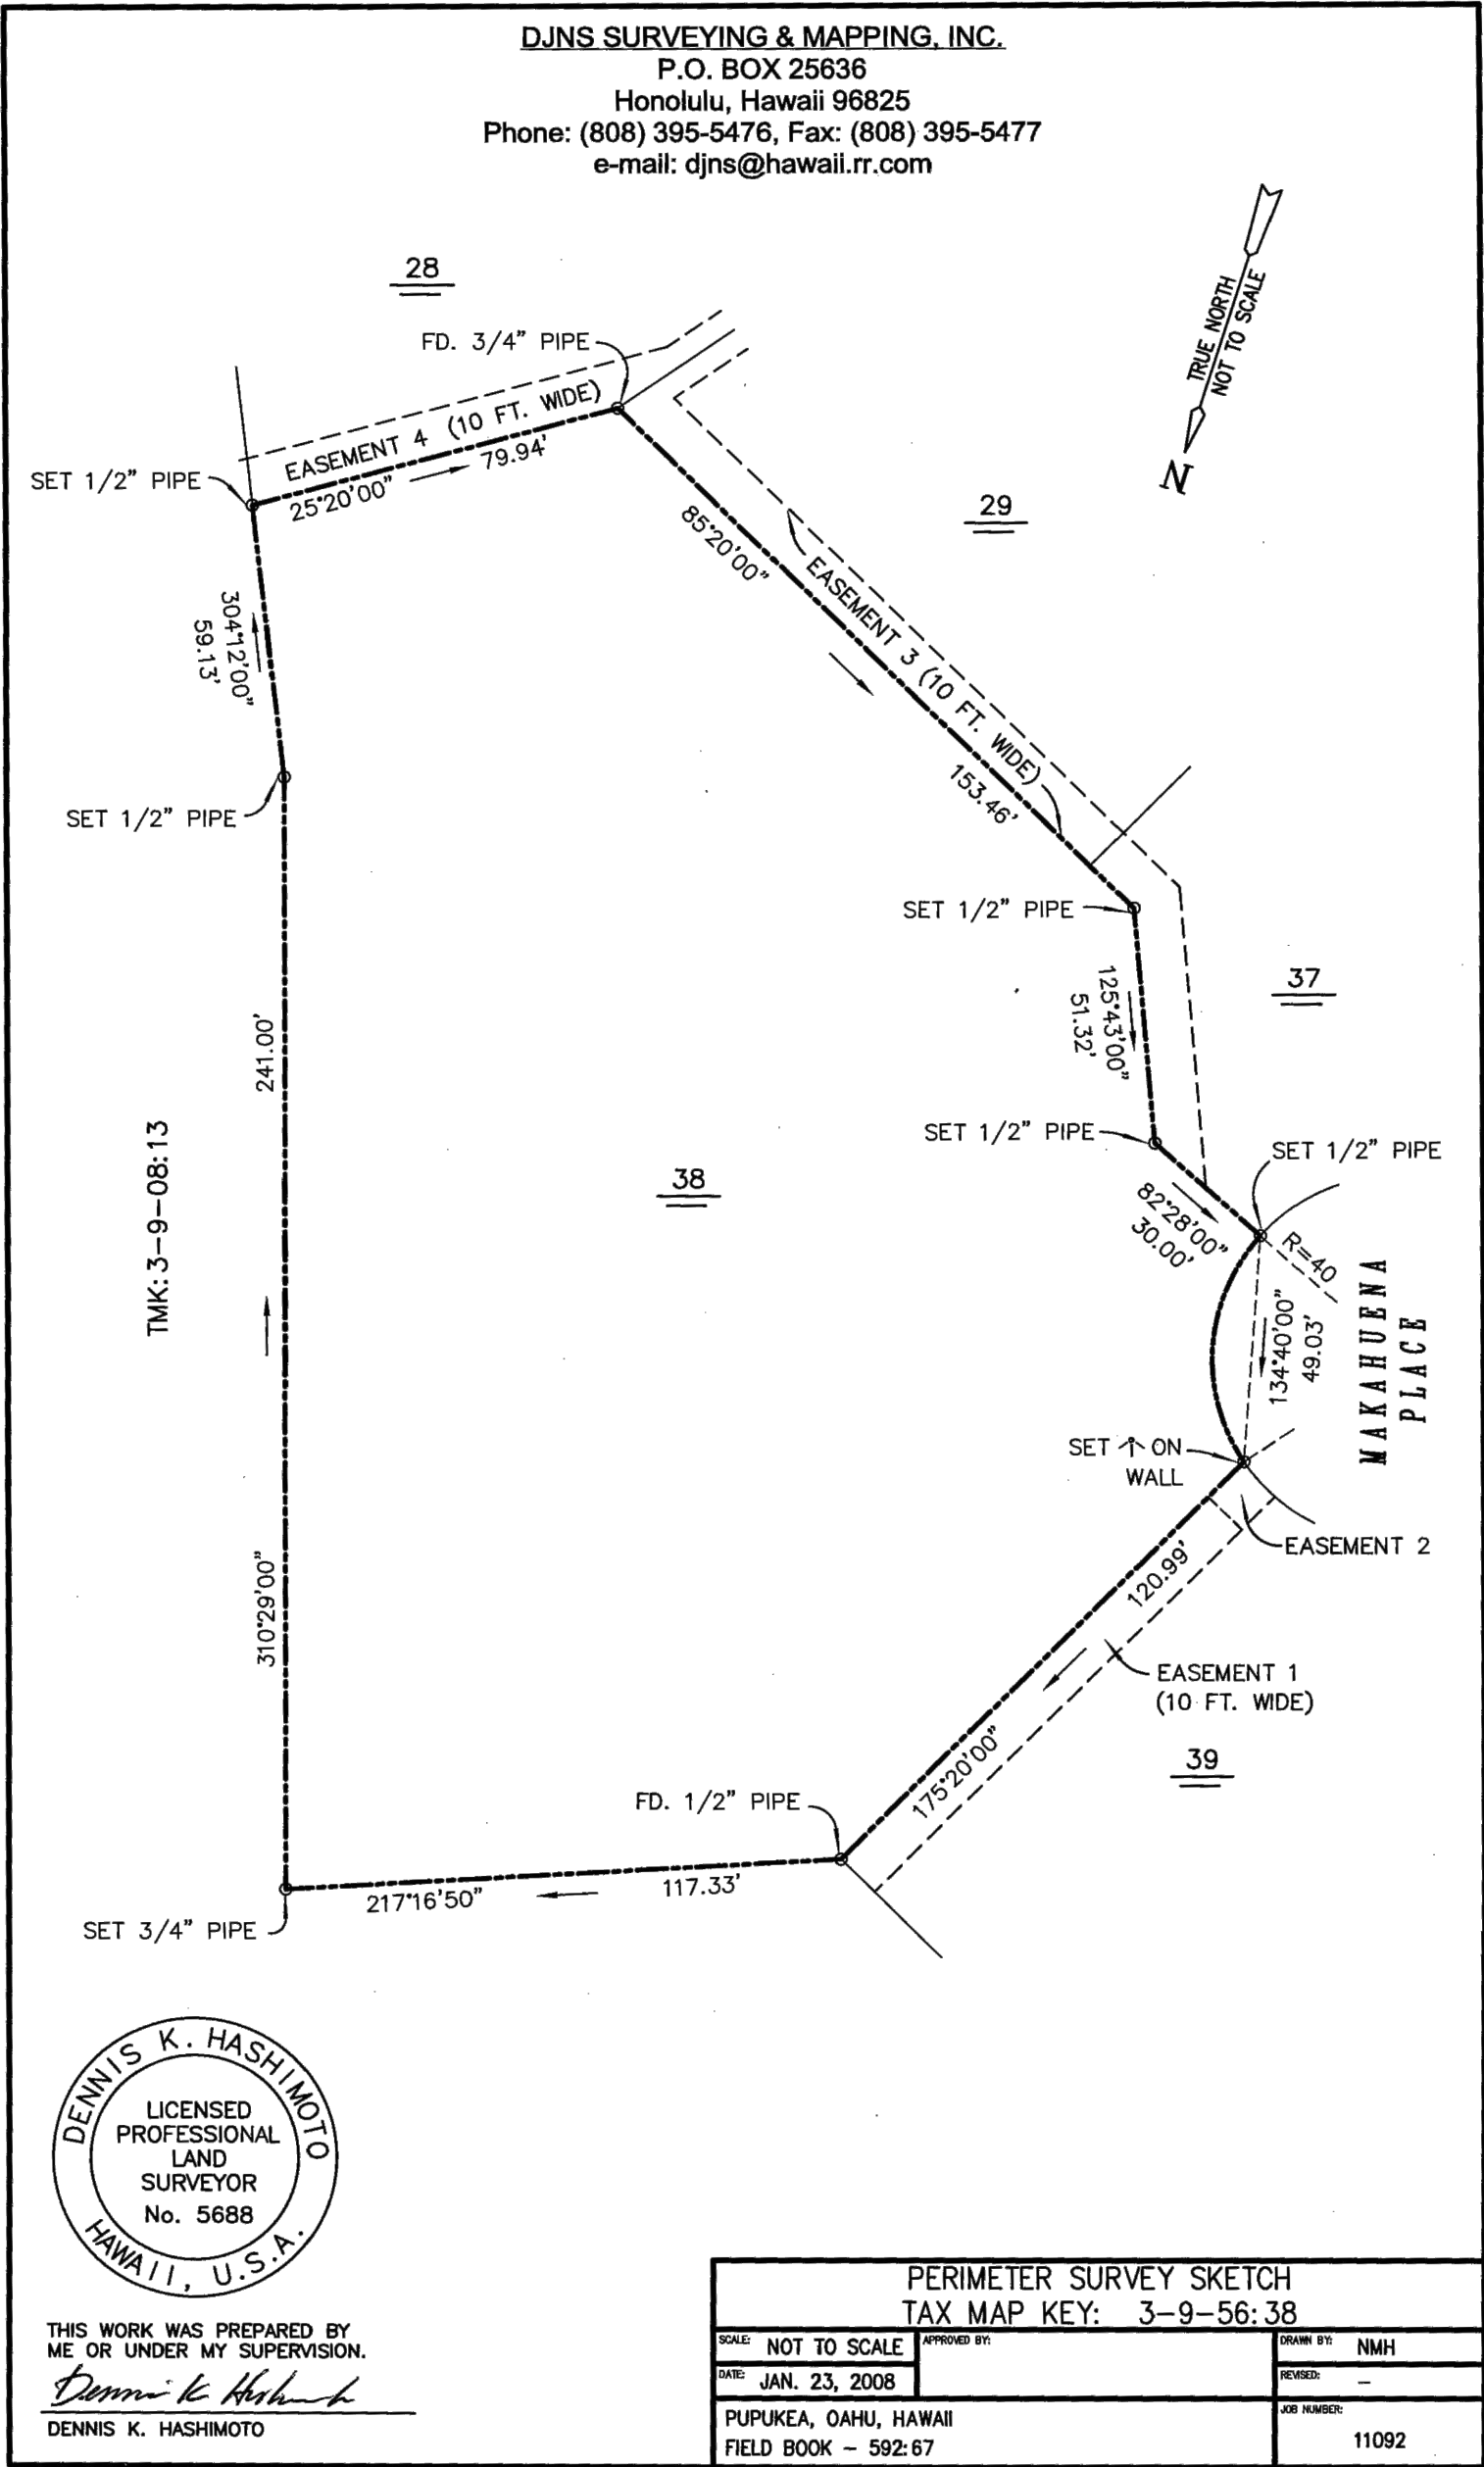 DJNS SURVEYING & MAPPING, INC.
P.O. BOX 25636
Honolulu, Hawaii 96825
Phone: (808) 395-5476, Fax: (808) 395-5477
e-mail: djns@hawaii.rr.com
TRUE NORTH
NOT TO SCALE
N
28
FD. 3/4" PIPE
EASEMENT 4 (10 FT. WIDE)
79.94'
25°20'00"
SET 1/2" PIPE
29
85°20'00"
EASEMENT 3 (10 FT. WIDE)
153.46'
304°12'00"
59.13'
SET 1/2" PIPE
SET 1/2" PIPE
37
125°43'00"
51.32'
241.00'
TMK: 3-9-08:13
SET 1/2" PIPE
SET 1/2" PIPE
38
82°28'00"
30.00'
R=40
134°40'00"
49.03'
MAKAHUENA
PLACE
SET ON
WALL
EASEMENT 2
120.99'
310°29'00"
EASEMENT 1
(10 FT. WIDE)
175°20'00"
39
FD. 1/2" PIPE
217°16'50"
117.33'
SET 3/4" PIPE
DENNIS K. HASHIMOTO
LICENSED
PROFESSIONAL
LAND
SURVEYOR
No. 5688
HAWAII, U.S.A.
THIS WORK WAS PREPARED BY
ME OR UNDER MY SUPERVISION.
Dennis K Hashimoto
DENNIS K. HASHIMOTO
PERIMETER SURVEY SKETCH
TAX MAP KEY: 3-9-56:38
SCALE: NOT TO SCALE
APPROVED BY:
DRAWN BY: NMH
DATE: JAN. 23, 2008
REVISED: -
PUPUKEA, OAHU, HAWAII
FIELD BOOK - 592:67
JOB NUMBER:
11092